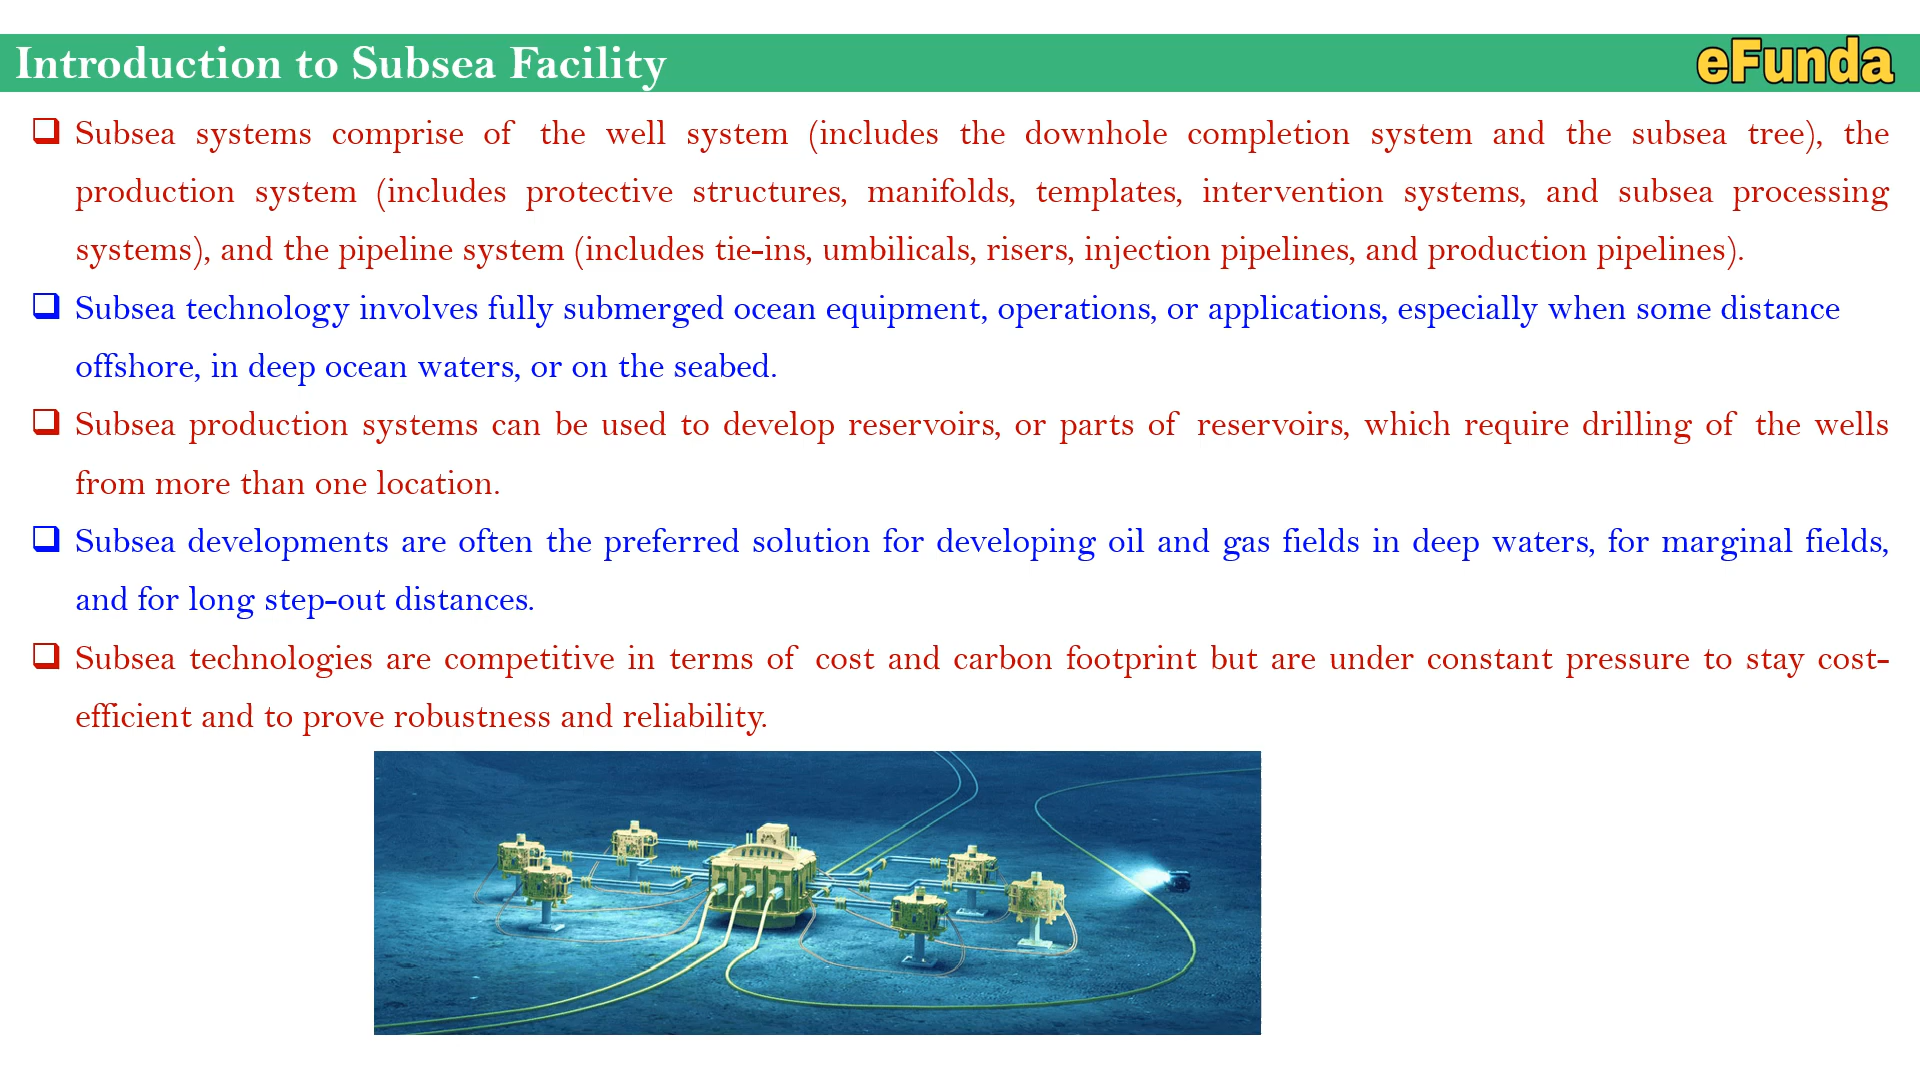 Introduction to Subsea Facility
eFunda
Subsea systems comprise of the well system (includes the downhole completion system and the subsea tree), the
production system (includes protective structures, manifolds, templates, intervention systems, and subsea processing
systems), and the pipeline system (includes tie-ins, umbilicals, risers, injection pipelines, and production pipelines).
Subsea technology involves fully submerged ocean equipment, operations, or applications, especially when some distance
offshore, in deep ocean waters, or on the seabed.
Subsea production systems can be used to develop reservoirs, or parts of reservoirs, which require drilling of the wells
from more than one location.
Subsea developments are often the preferred solution for developing oil and gas fields in deep waters, for marginal fields,
and for long step-out distances.
Subsea technologies are competitive in terms of cost and carbon footprint but are under constant pressure to stay cost-
efficient and to prove robustness and reliability.